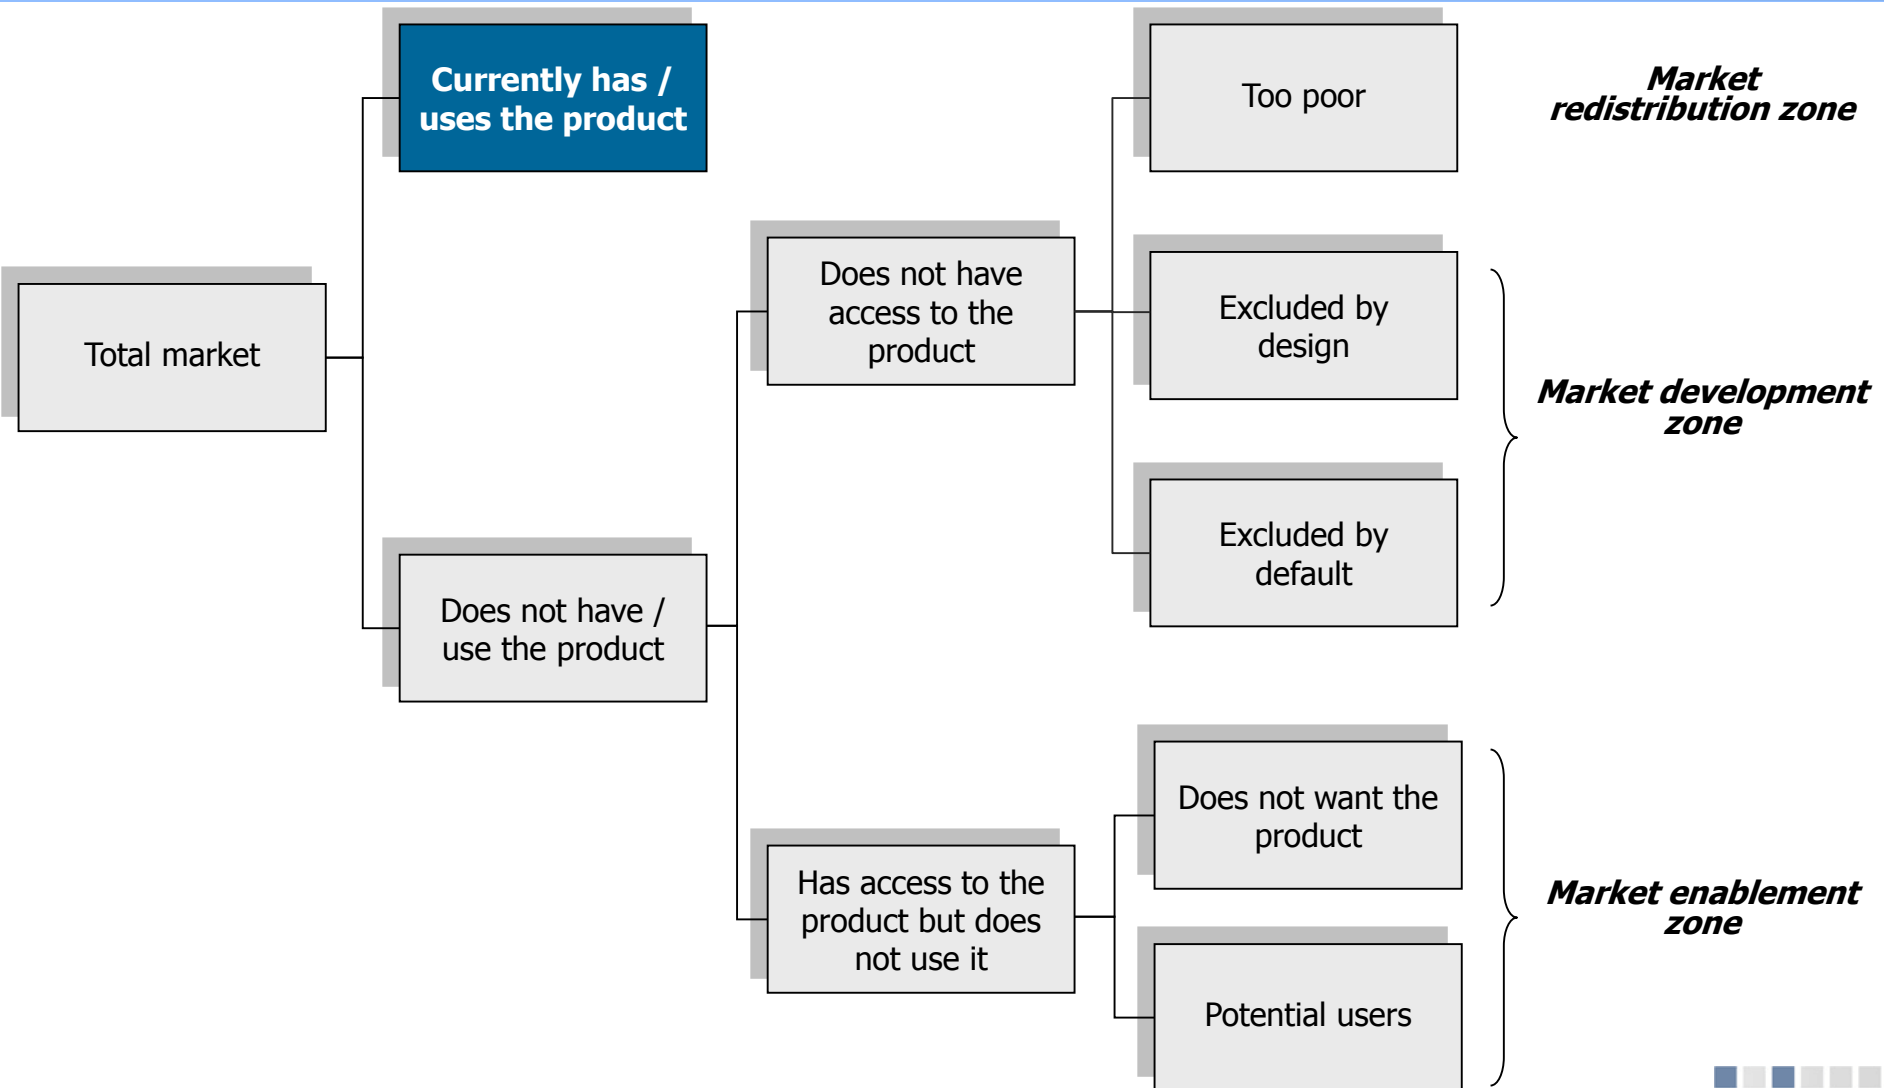 Currently has /
uses the product
Too poor
Market
redistribution zone
Total market
Does not have
access to the
product
Excluded by
design
Market development
zone
Excluded by
default
Does not have /
use the product
Does not want the
product
Has access to the
product but does
not use it
Market enablement
zone
Potential users